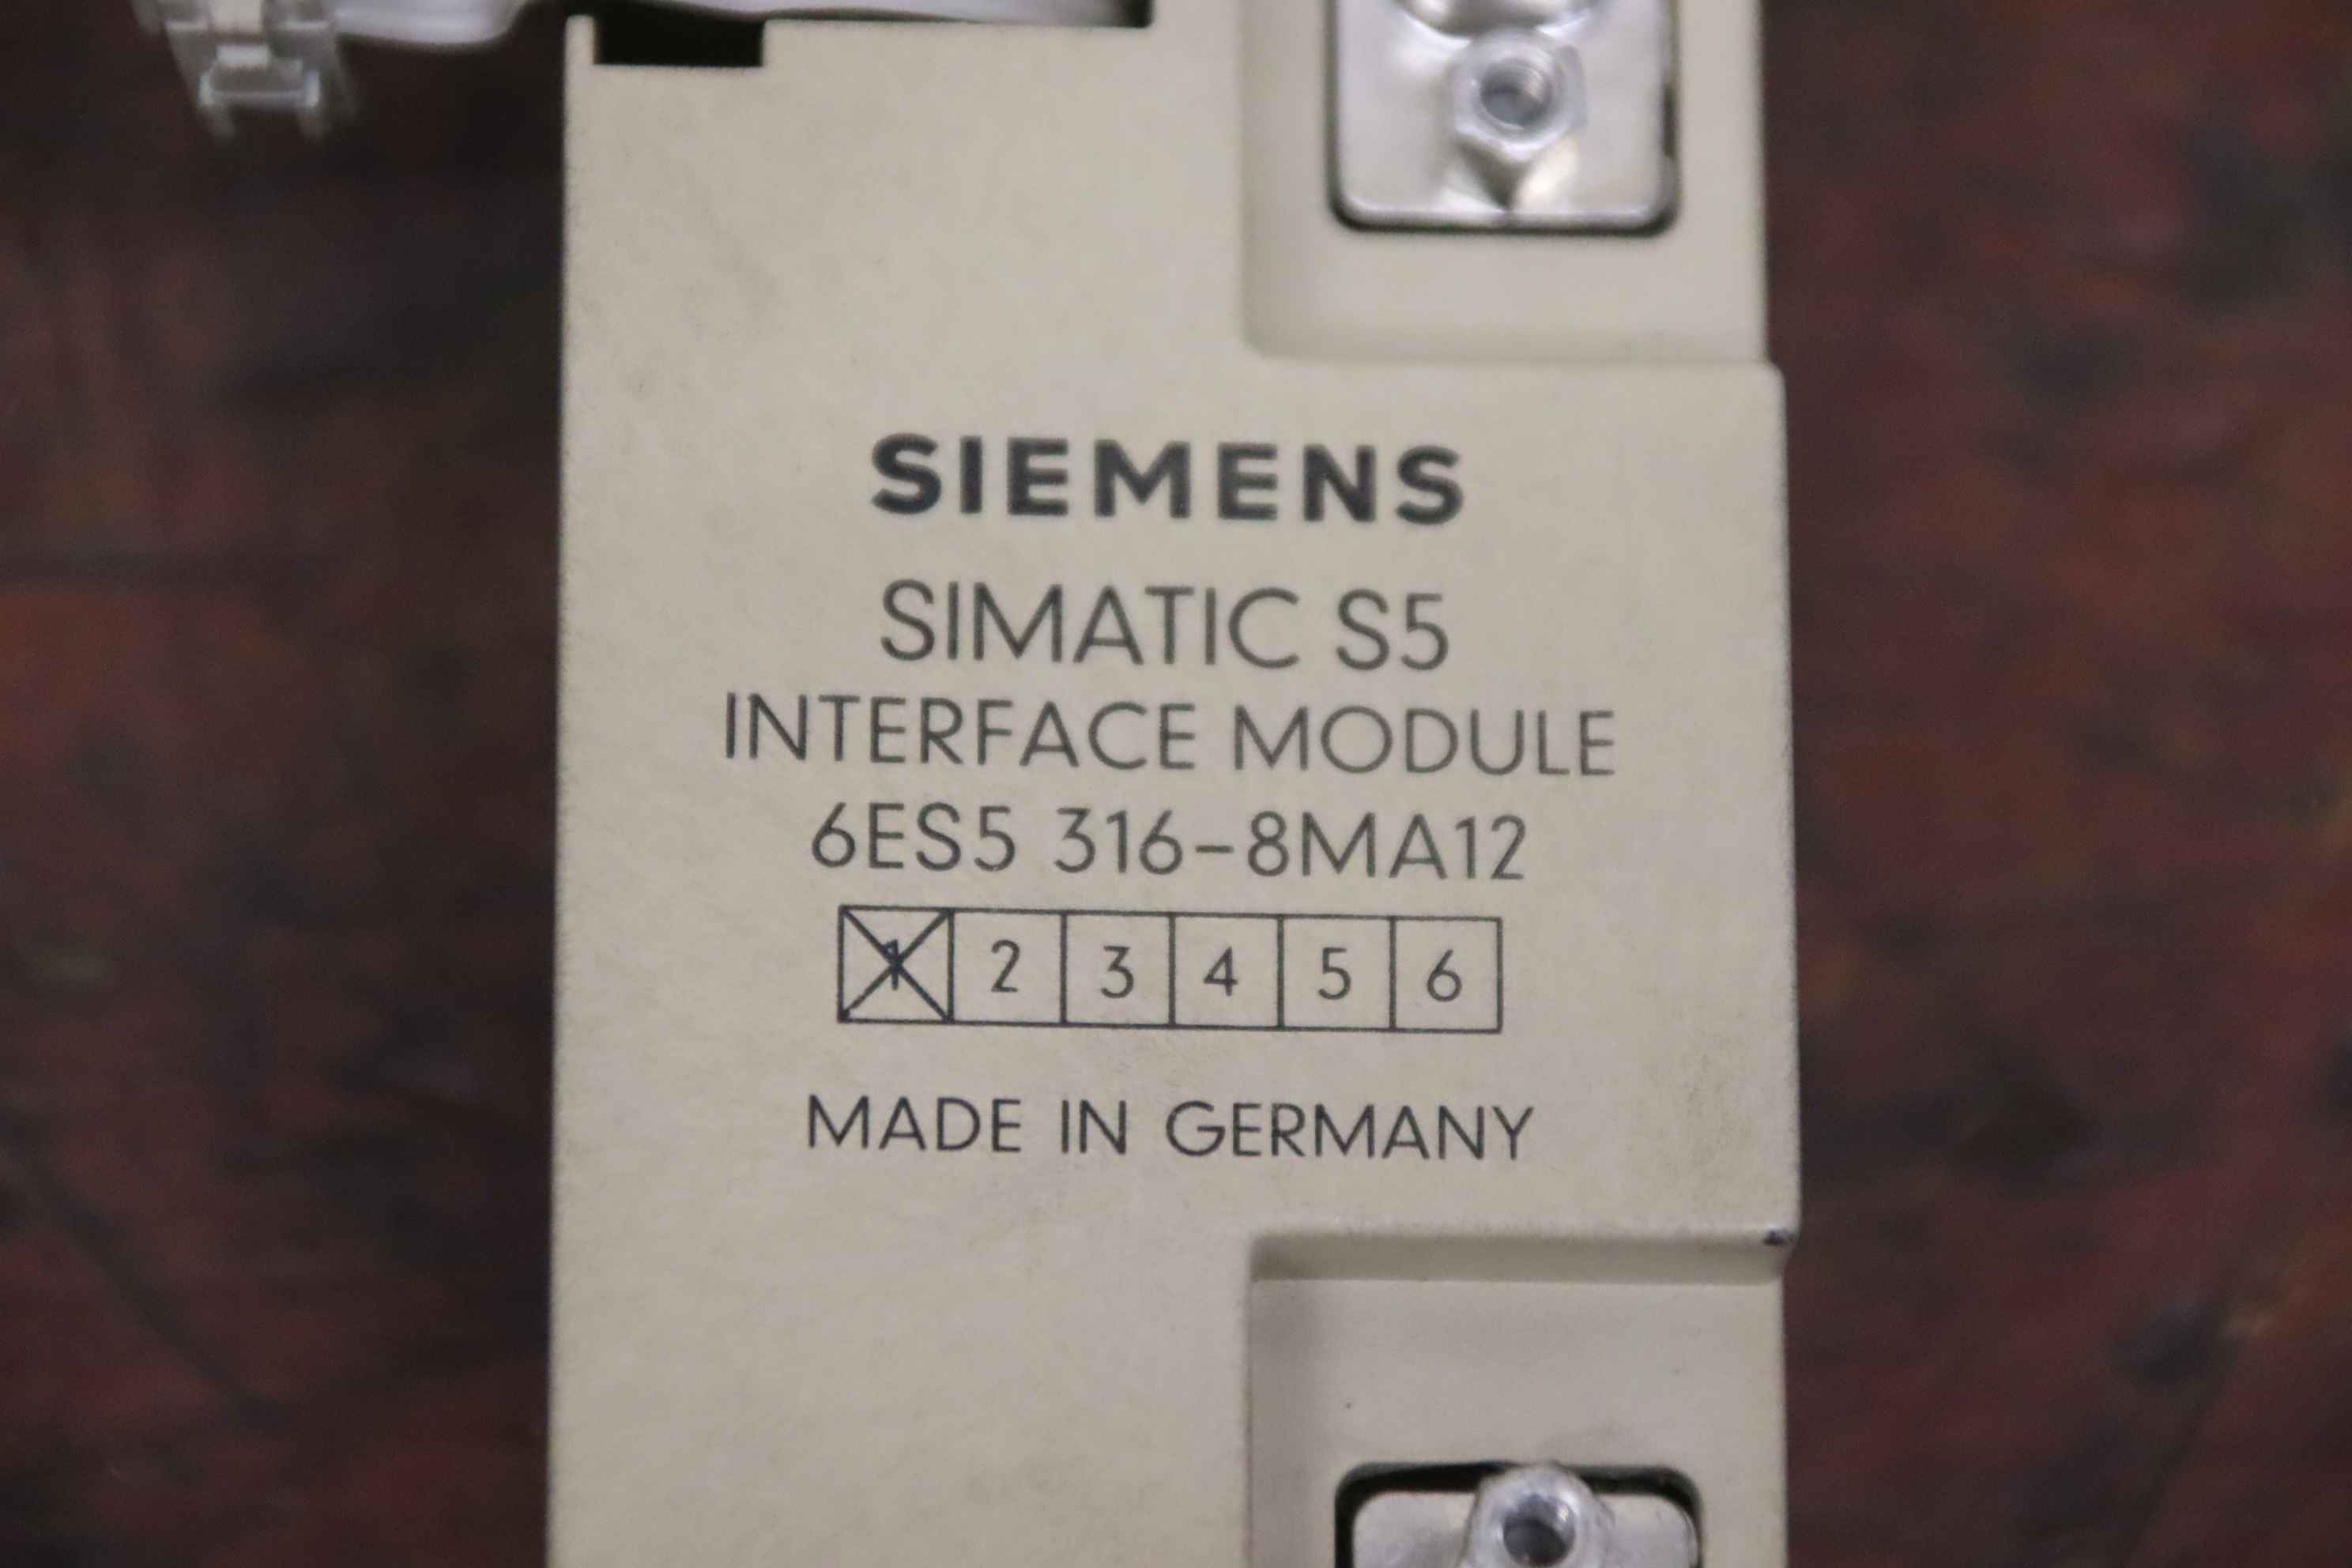 SIEMENS
SIMATIC S5
INTERFACE MODULE
6ES5 316-8MA12
1 2 3 4 5 6
MADE IN GERMANY